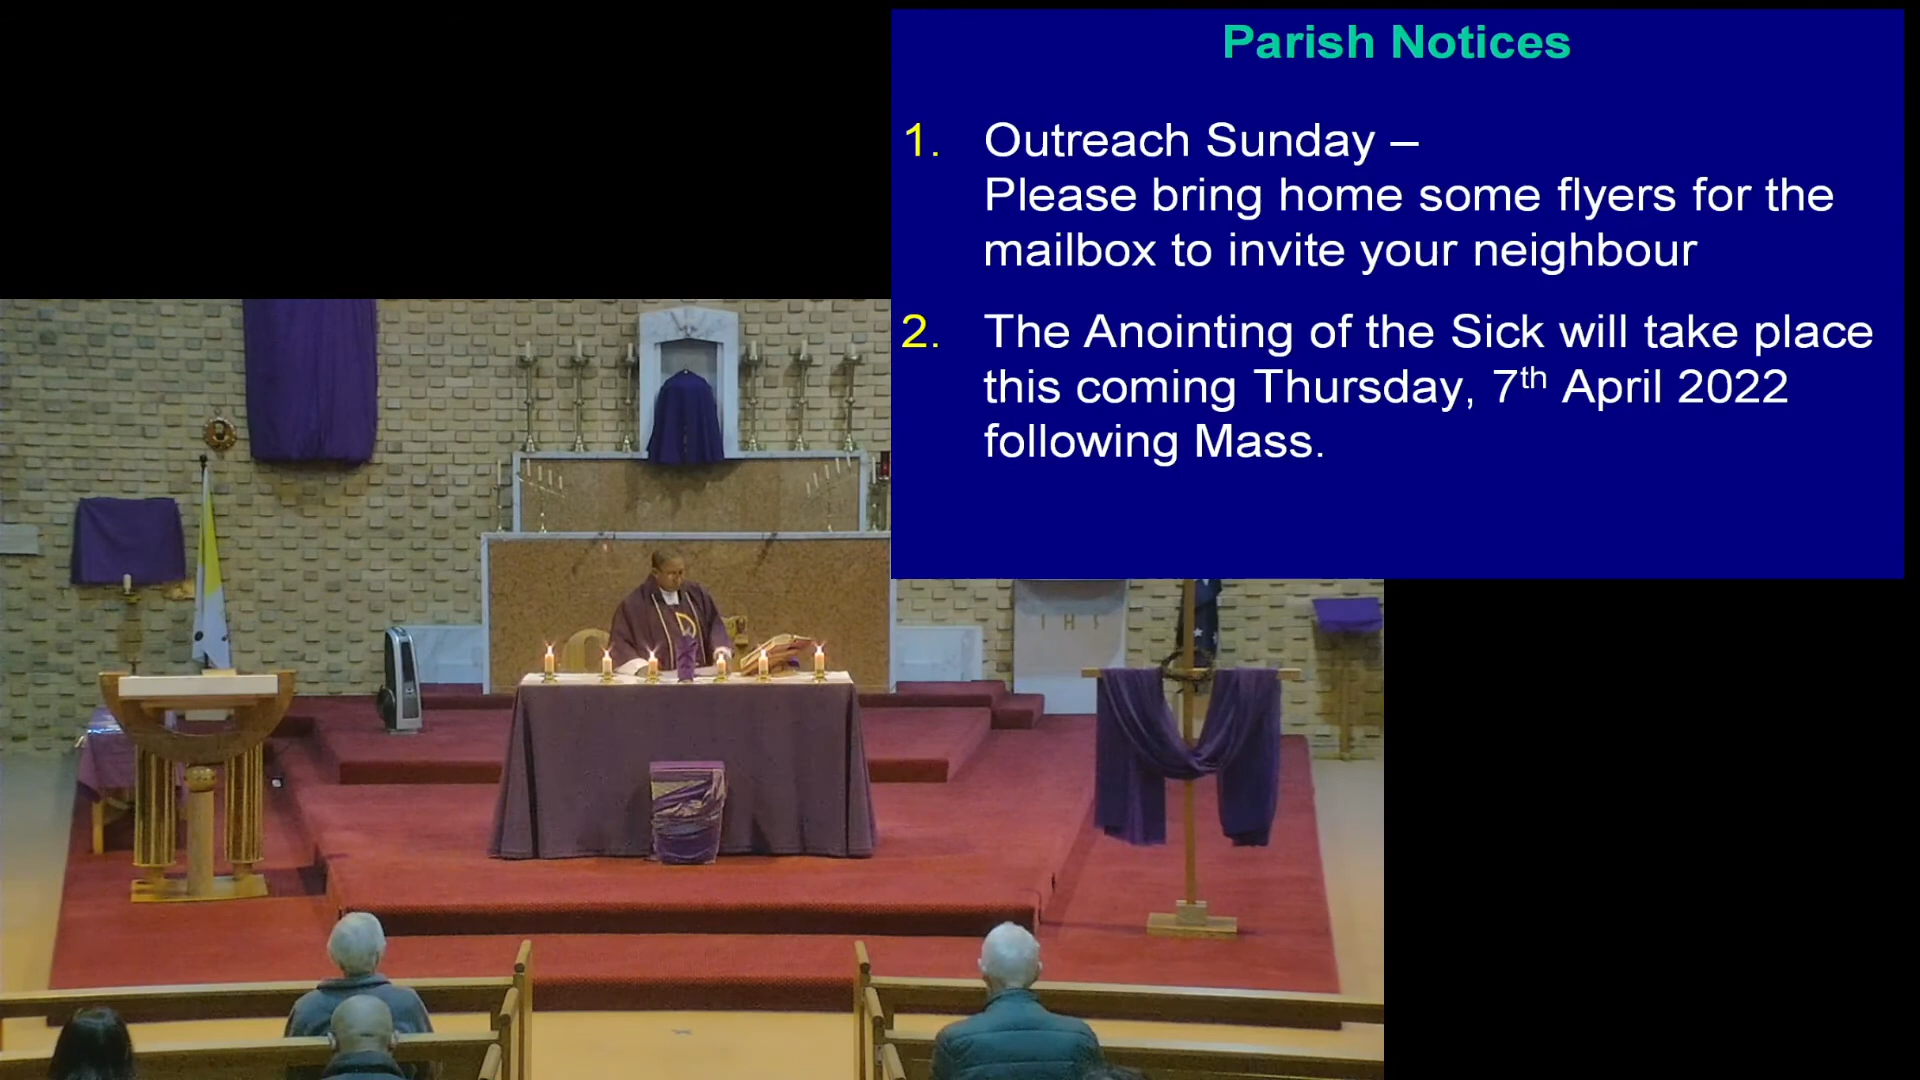 Parish Notices
1. Outreach Sunday –
Please bring home some flyers for the
mailbox to invite your neighbour
2. The Anointing of the Sick will take place
this coming Thursday, 7th April 2022
following Mass.
IHS